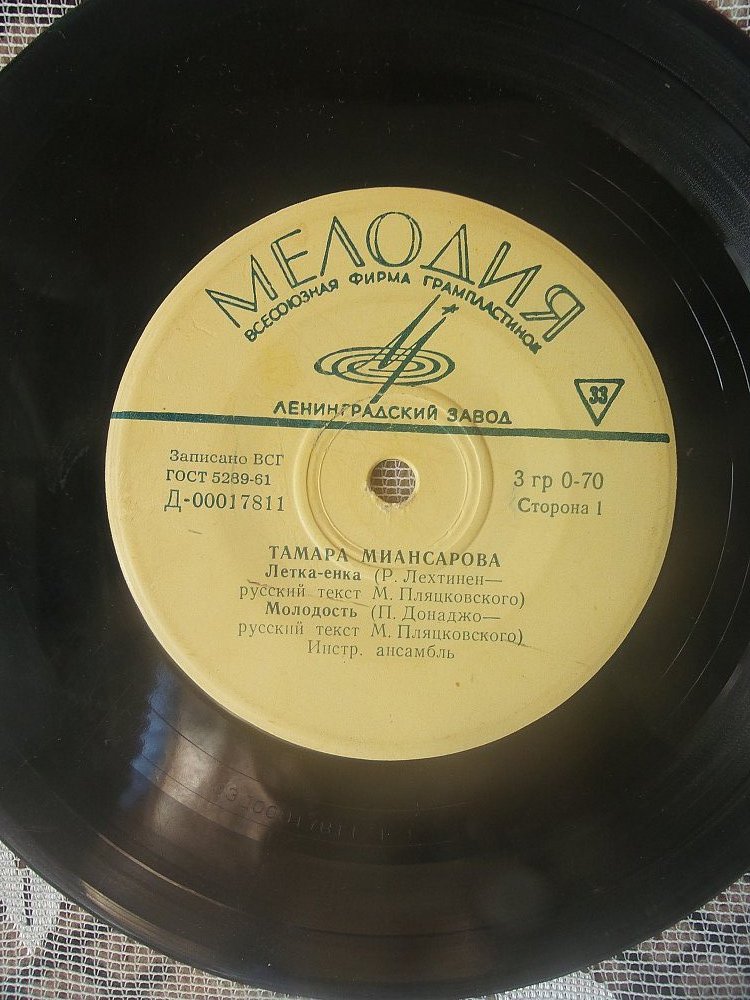 МЕЛОДИЯ
ВСЕСОЮЗНАЯ ФИРМА ГРАМПЛАСТИНОК
33
ЛЕНИНГРАДСКИЙ ЗАВОД
Записано ВСГ
ГОСТ 5289-61
Д-00017811
3 гр 0-70
Сторона 1
ТАМАРА МИАНСАРОВА
Летка-енка (Р. Лехтинен—
русский текст М. Пляцковского)
Молодость (П. Донаджо—
русский текст М. Пляцковского)
Инстр. ансамбль